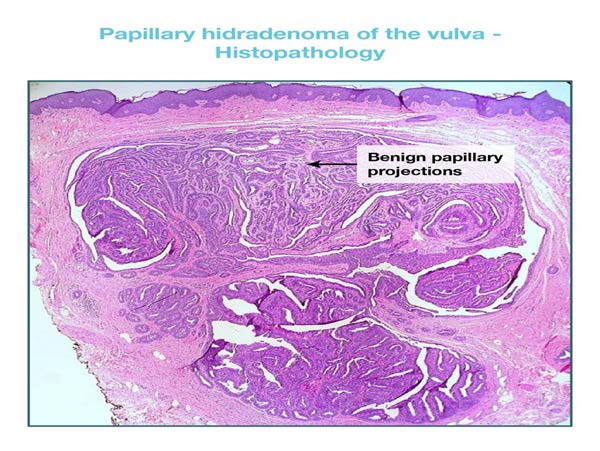 Papillary hidradenoma of the vulva -
Histopathology
Benign papillary
projections